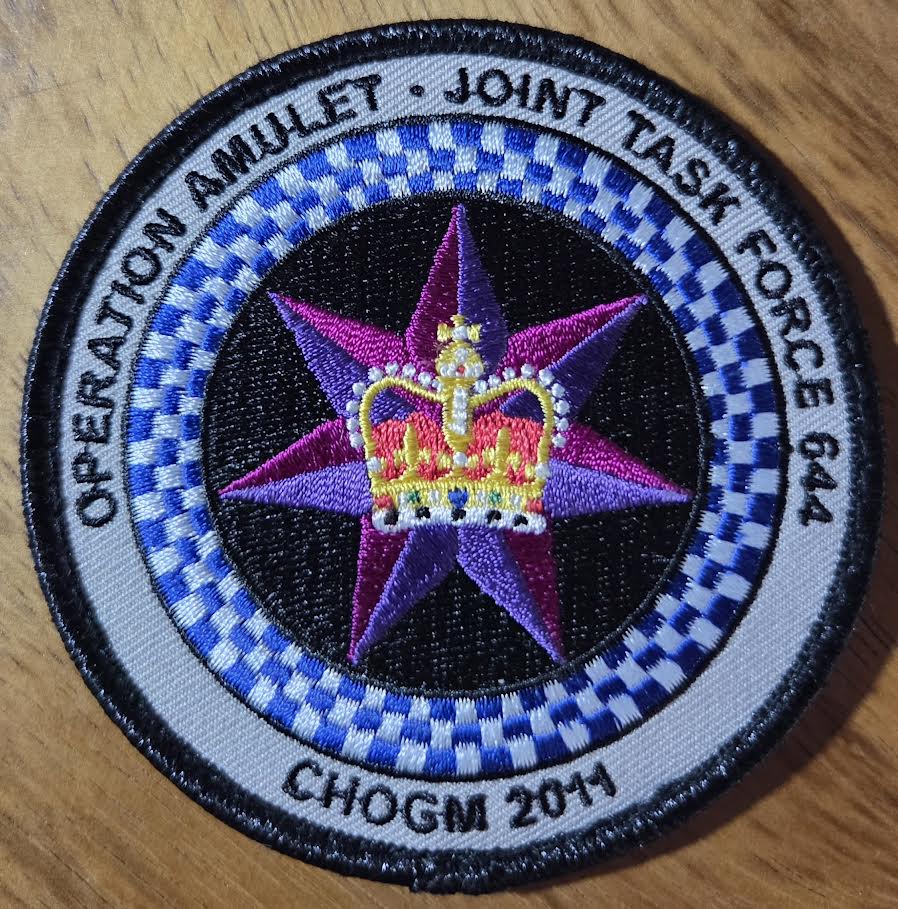 OPERATION AMULET · JOINT TASK FORCE 644
CHOGM 2011